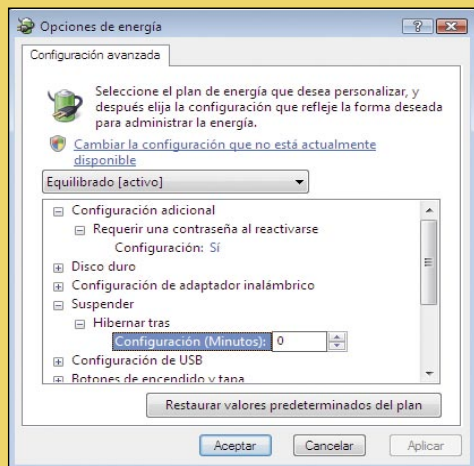 Opciones de energía
Configuración avanzada
Seleccione el plan de energía que desea personalizar, y
después elija la configuración que refleje la forma deseada
para administrar la energía.
Cambiar la configuración que no está actualmente
disponible
Equilibrado [activo]
Configuración adicional
Requerir una contraseña al reactivarse
Configuración: Sí
Disco duro
Configuración de adaptador inalámbrico
Suspender
Hibernar tras
Configuración (Minutos): 0
Configuración de USB
Botones de encendido y tapa
Restaurar valores predeterminados del plan
Aceptar Cancelar Aplicar